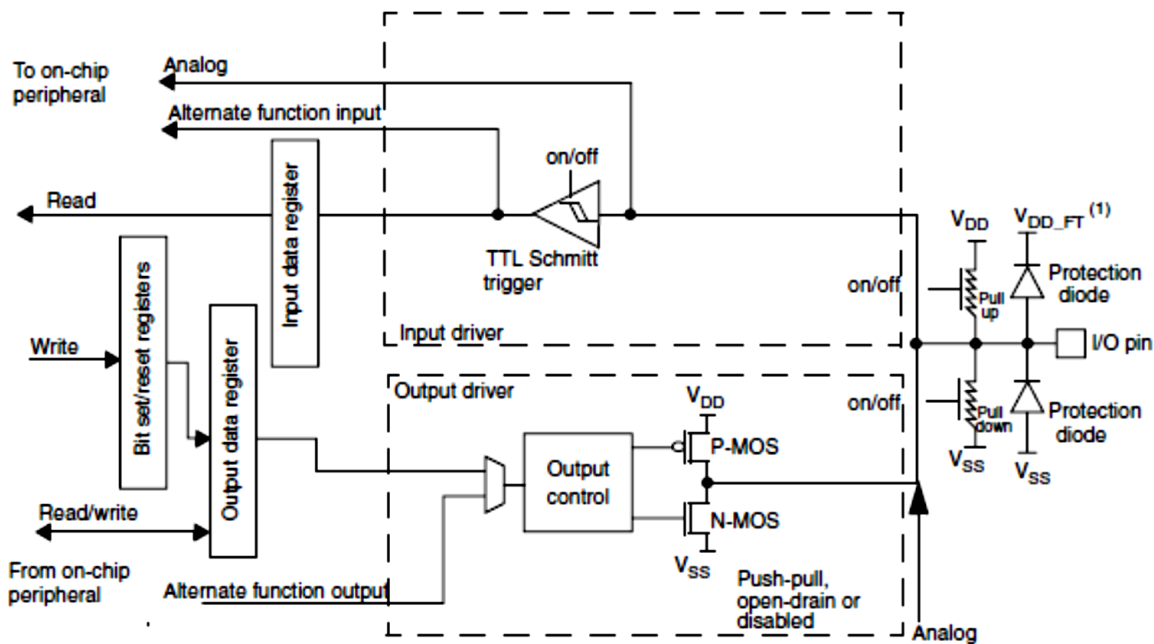 To on-chip
peripheral
Analog
Alternate function input
on/off
Read
Input data register
TTL Schmitt
trigger
Input driver
VDD
VDD_FT (1)
on/off
Pull
up
Protection
diode
I/O pin
Write
Bit set/reset registers
Output data register
Output driver
VDD
P-MOS
Output
control
N-MOS
VSS
on/off
Pull
down
VSS
Protection
diode
VSS
Read/write
From on-chip
peripheral
Alternate function output
Push-pull,
open-drain or
disabled
Analog